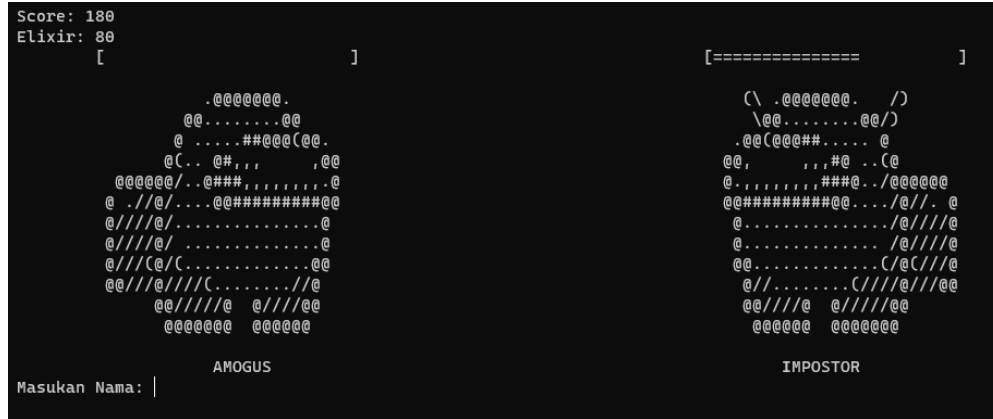 Score: 180
Elixir: 80
[                         ] [===============          ]
AMOGUS IMPOSTOR
Masukan Nama: